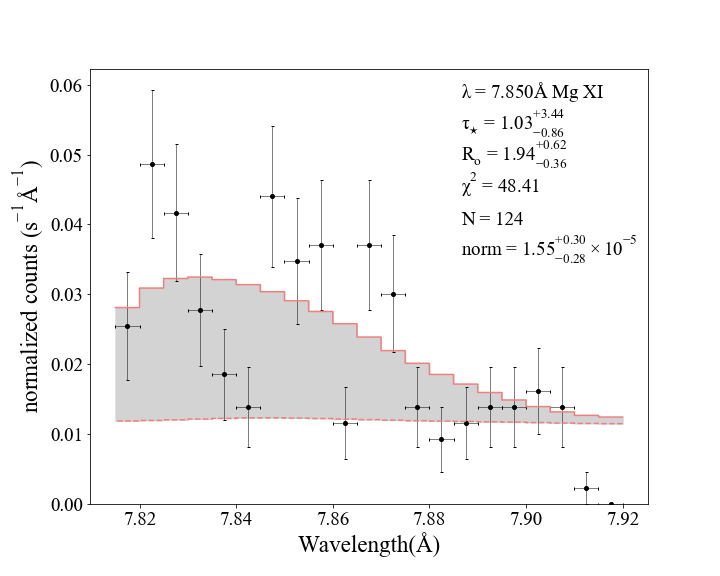 λ = 7.850Å Mg XI
τ⋆ = 1.03 +3.44 −0.86
Ro = 1.94 +0.62 −0.36
χ² = 48.41
N = 124
norm = 1.55 +0.30 −0.28 × 10⁻⁵
normalized counts (s⁻¹ Å⁻¹)
0.06
0.05
0.04
0.03
0.02
0.01
0.00
7.82 7.84 7.86 7.88 7.90 7.92
Wavelength(Å)